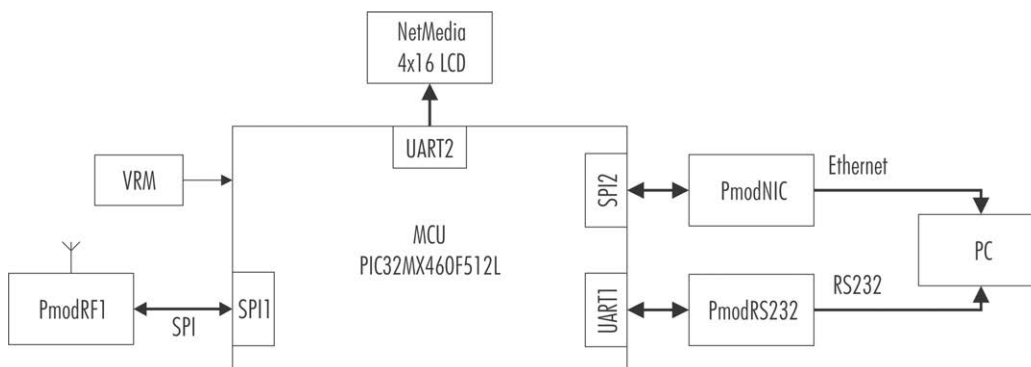 NetMedia
4x16 LCD
UART2
VRM
SPI2
PmodNIC
Ethernet
MCU
PIC32MX460F512L
PC
PmodRF1
SPI
SPI1
UART1
PmodRS232
RS232